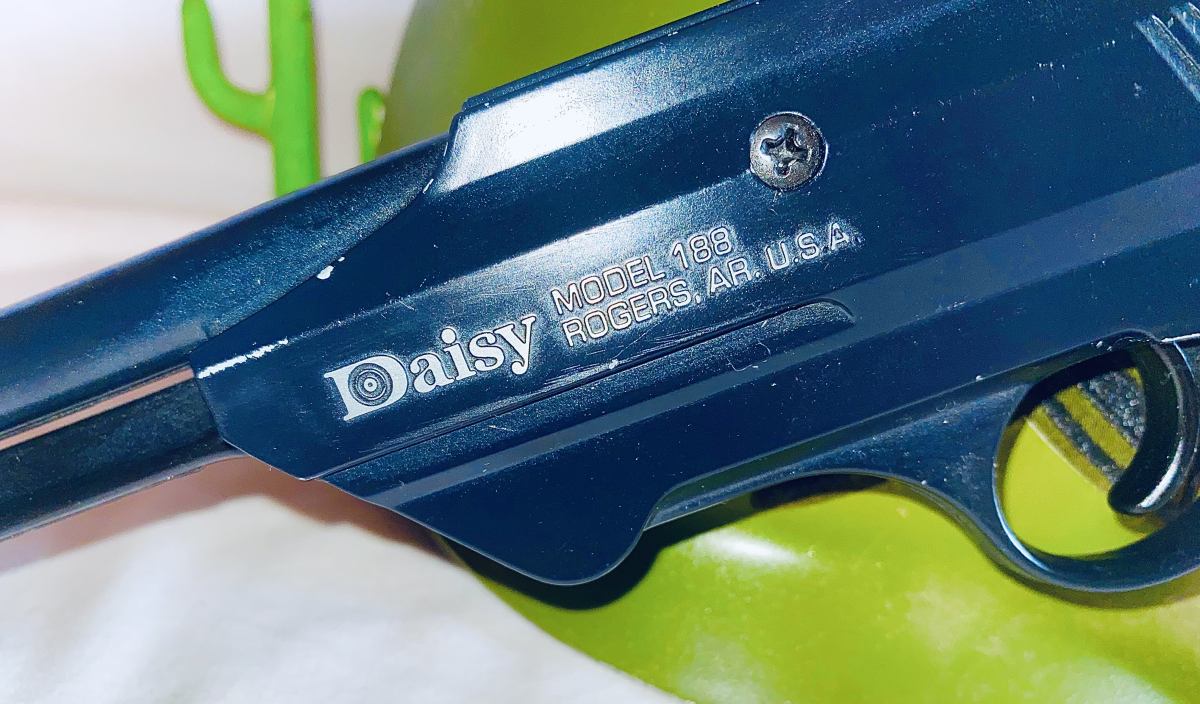 Daisy
MODEL 188
ROGERS, AR. U.S.A.